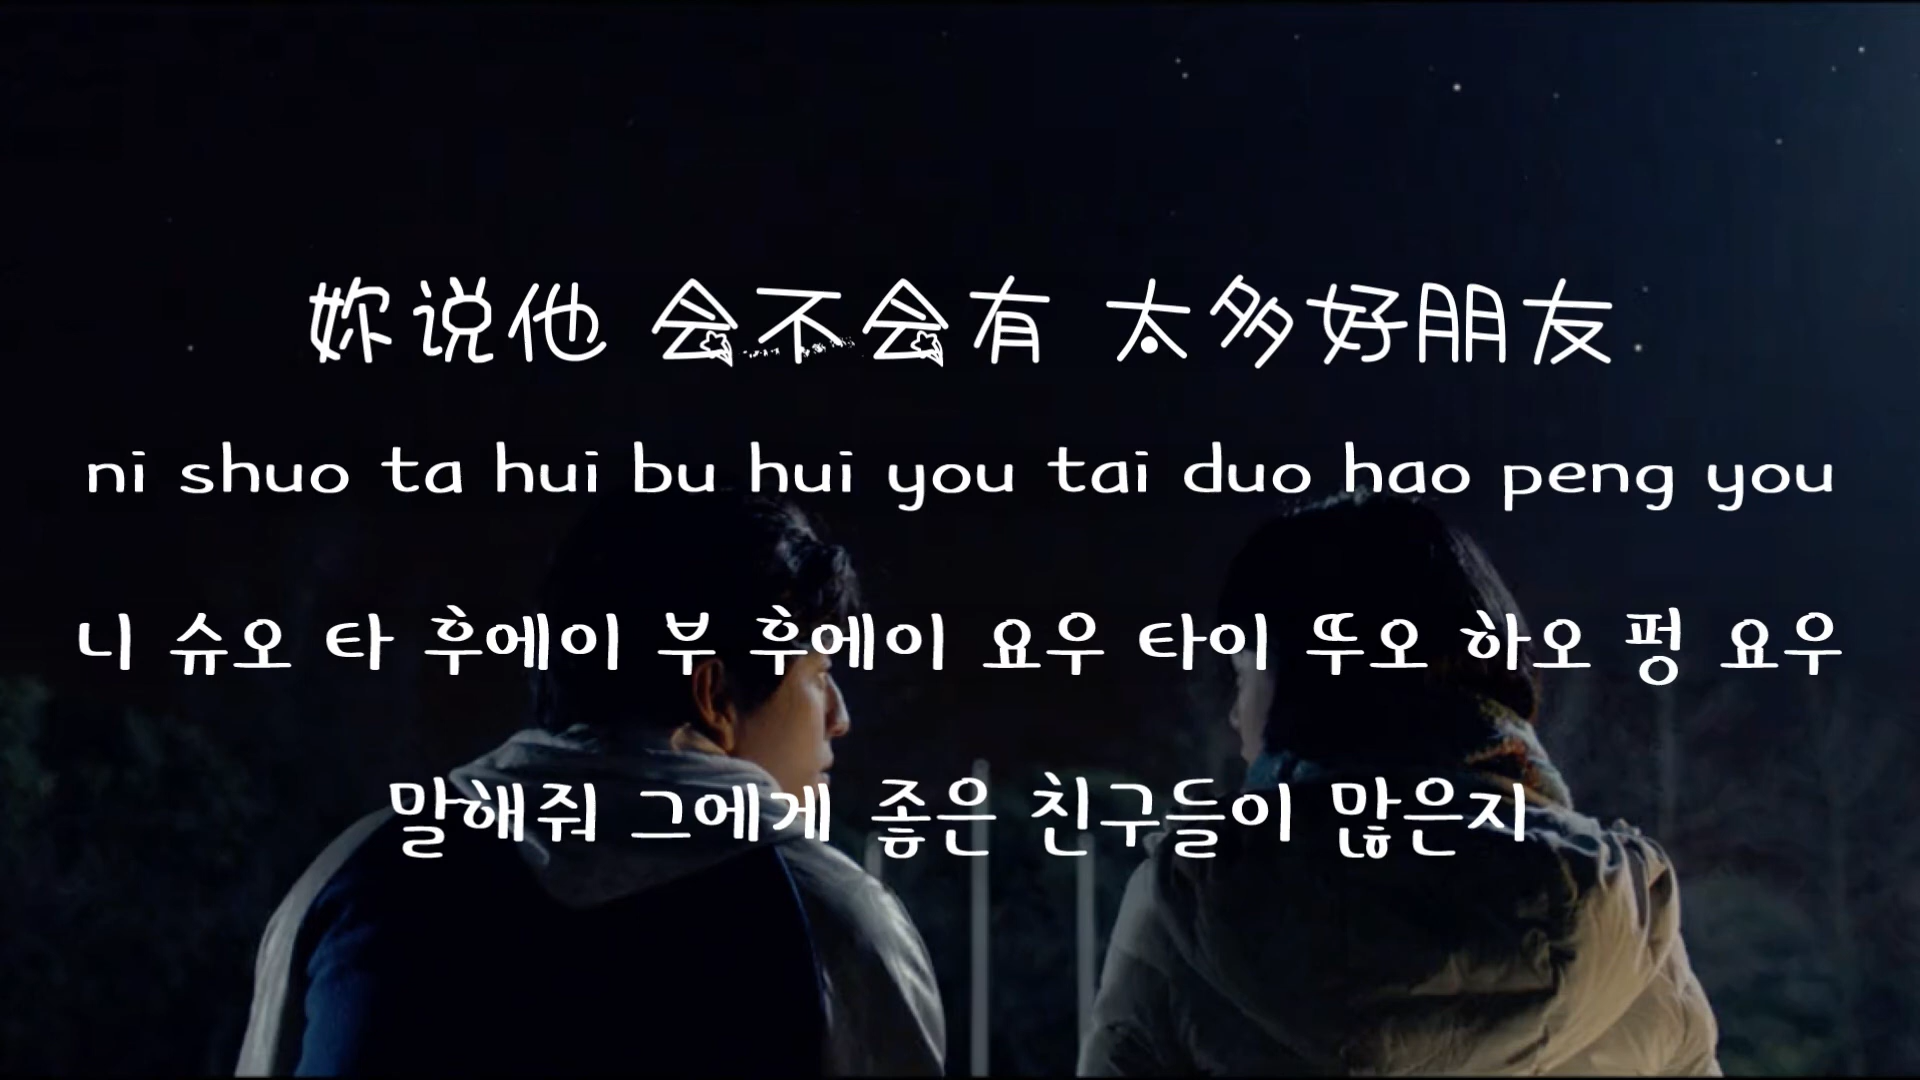 妳说他 会不会有 太多好朋友
ni shuo ta hui bu hui you tai duo hao peng you
니 슈오 타 후에이 부 후에이 요우 타이 뚜오 하오 펑 요우
말해줘 그에게 좋은 친구들이 많은지